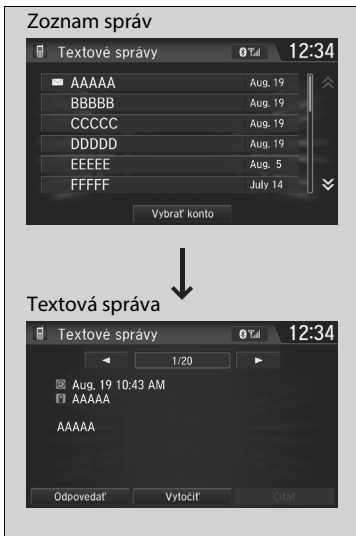 Zoznam správ
Textové správy 12:34
AAAAA Aug. 19
BBBBB Aug. 19
CCCCC Aug. 19
DDDDD Aug. 19
EEEEE Aug. 5
FFFFF July 14
Vybrať konto
Textová správa
Textové správy 12:34
1/20
Aug. 19 10:43 AM
AAAAA
AAAAA
Odpovedať Vytočiť Čítať